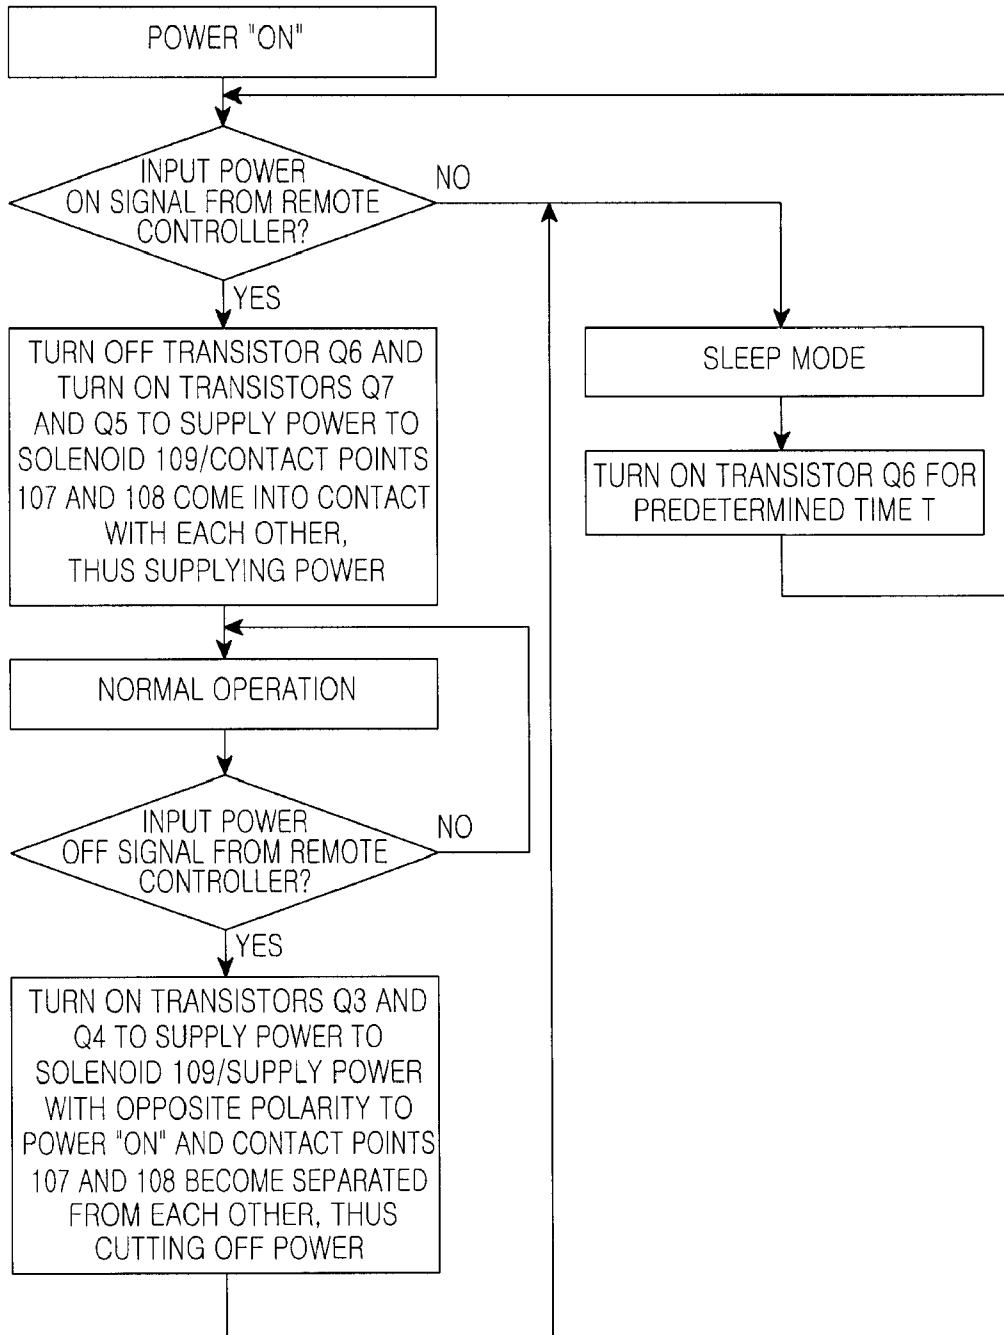 POWER "ON"
INPUT POWER
ON SIGNAL FROM REMOTE
CONTROLLER?
NO
YES
TURN OFF TRANSISTOR Q6 AND
TURN ON TRANSISTORS Q7
AND Q5 TO SUPPLY POWER TO
SOLENOID 109/CONTACT POINTS
107 AND 108 COME INTO CONTACT
WITH EACH OTHER,
THUS SUPPLYING POWER
SLEEP MODE
TURN ON TRANSISTOR Q6 FOR
PREDETERMINED TIME T
NORMAL OPERATION
INPUT POWER
OFF SIGNAL FROM REMOTE
CONTROLLER?
NO
YES
TURN ON TRANSISTORS Q3 AND
Q4 TO SUPPLY POWER TO
SOLENOID 109/SUPPLY POWER
WITH OPPOSITE POLARITY TO
POWER "ON" AND CONTACT POINTS
107 AND 108 BECOME SEPARATED
FROM EACH OTHER, THUS
CUTTING OFF POWER